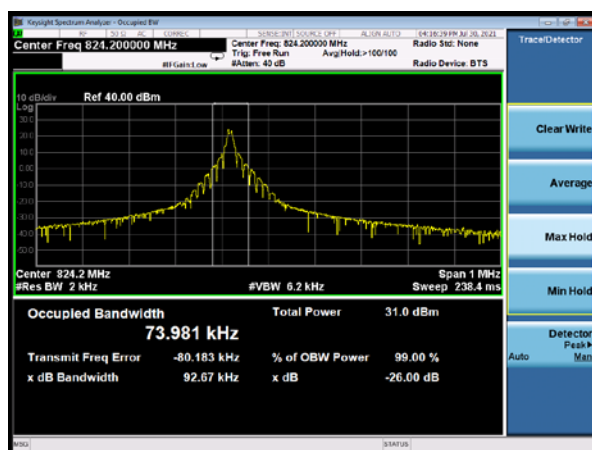 Keysight Spectrum Analyzer - Occupied BW
RF 50 Ω AC CORREC SENSE:INT SOURCE OFF ALIGN AUTO 04:16:39 PM Jul 30, 2021
Center Freq 824.200000 MHz Center Freq: 824.200000 MHz Radio Std: None Trace/Detector
Trig: Free Run Avg|Hold:>100/100
#IFGain:Low #Atten: 40 dB Radio Device: BTS
10 dB/div Ref 40.00 dBm
Log
30.0
20.0
10.0
0.00
-10.0
-20.0
-30.0
-40.0
-50.0
Clear Write
Average
Max Hold
Min Hold
Center 824.2 MHz Span 1 MHz
#Res BW 2 kHz #VBW 6.2 kHz Sweep 238.4 ms
Occupied Bandwidth Total Power 31.0 dBm
73.981 kHz
Transmit Freq Error -80.183 kHz % of OBW Power 99.00 %
x dB Bandwidth 92.67 kHz x dB -26.00 dB
Detector
Peak
Auto Man
MSG STATUS